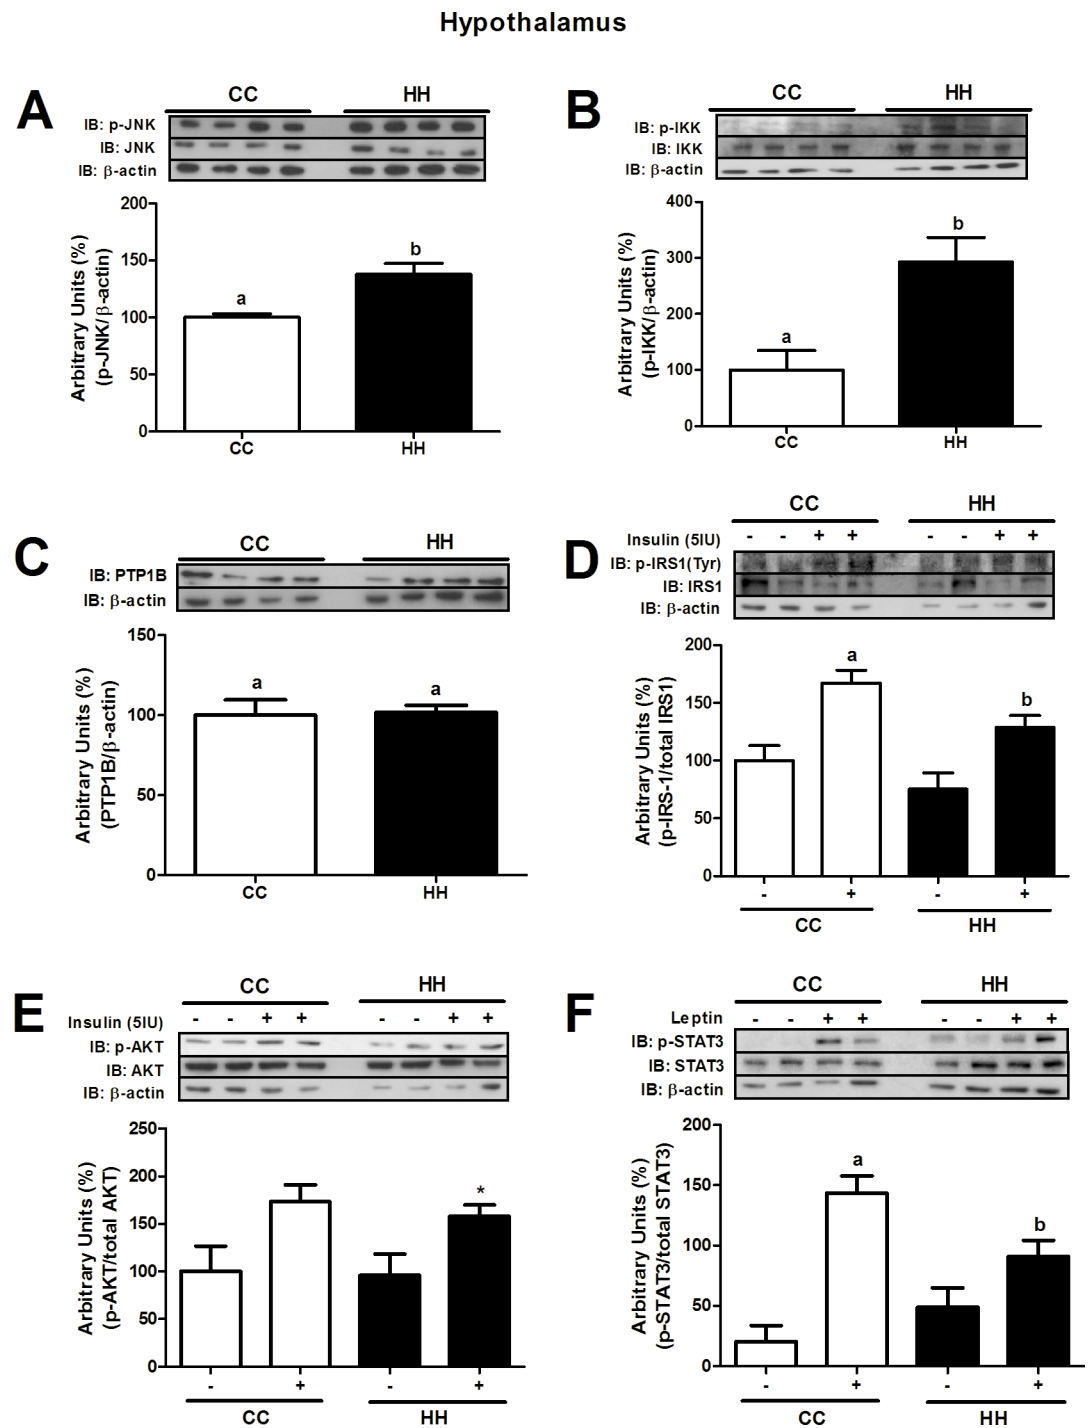 Hypothalamus
A
CC HH
IB: p-JNK
IB: JNK
IB: β-actin
200
150
100
50
0
Arbitrary Units (%)
(p-JNK/β-actin)
a
b
CC HH
B
CC HH
IB: p-IKK
IB: IKK
IB: β-actin
400
300
200
100
0
Arbitrary Units (%)
(p-IKK/β-actin)
a
b
CC HH
C
CC HH
IB: PTP1B
IB: β-actin
150
100
50
0
Arbitrary Units (%)
(PTP1B/β-actin)
a
a
CC HH
D
CC HH
Insulin (5IU) - - + + - - + +
IB: p-IRS1(Tyr)
IB: IRS1
IB: β-actin
200
150
100
50
0
Arbitrary Units (%)
(p-IRS-1/total IRS1)
a
b
- + - +
CC HH
E
CC HH
Insulin (5IU) - - + + - - + +
IB: p-AKT
IB: AKT
IB: β-actin
250
200
150
100
50
0
Arbitrary Units (%)
(p-AKT/total AKT)
*
- + - +
CC HH
F
CC HH
Leptin - - + + - - + +
IB: p-STAT3
IB: STAT3
IB: β-actin
200
150
100
50
0
Arbitrary Units (%)
(p-STAT3/total STAT3)
a
b
- + - +
CC HH